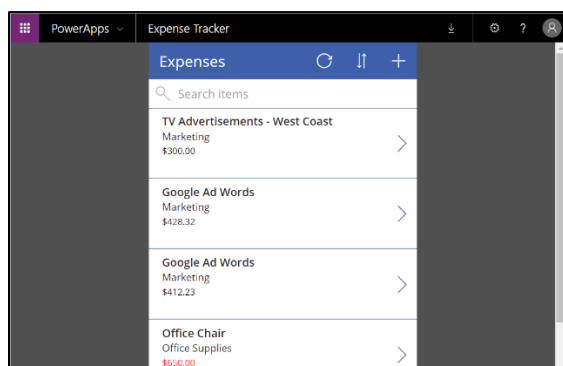 PowerApps Expense Tracker ?
Expenses
Search items
TV Advertisements - West Coast
Marketing
$300.00
Google Ad Words
Marketing
$428.32
Google Ad Words
Marketing
$412.23
Office Chair
Office Supplies
$650.00